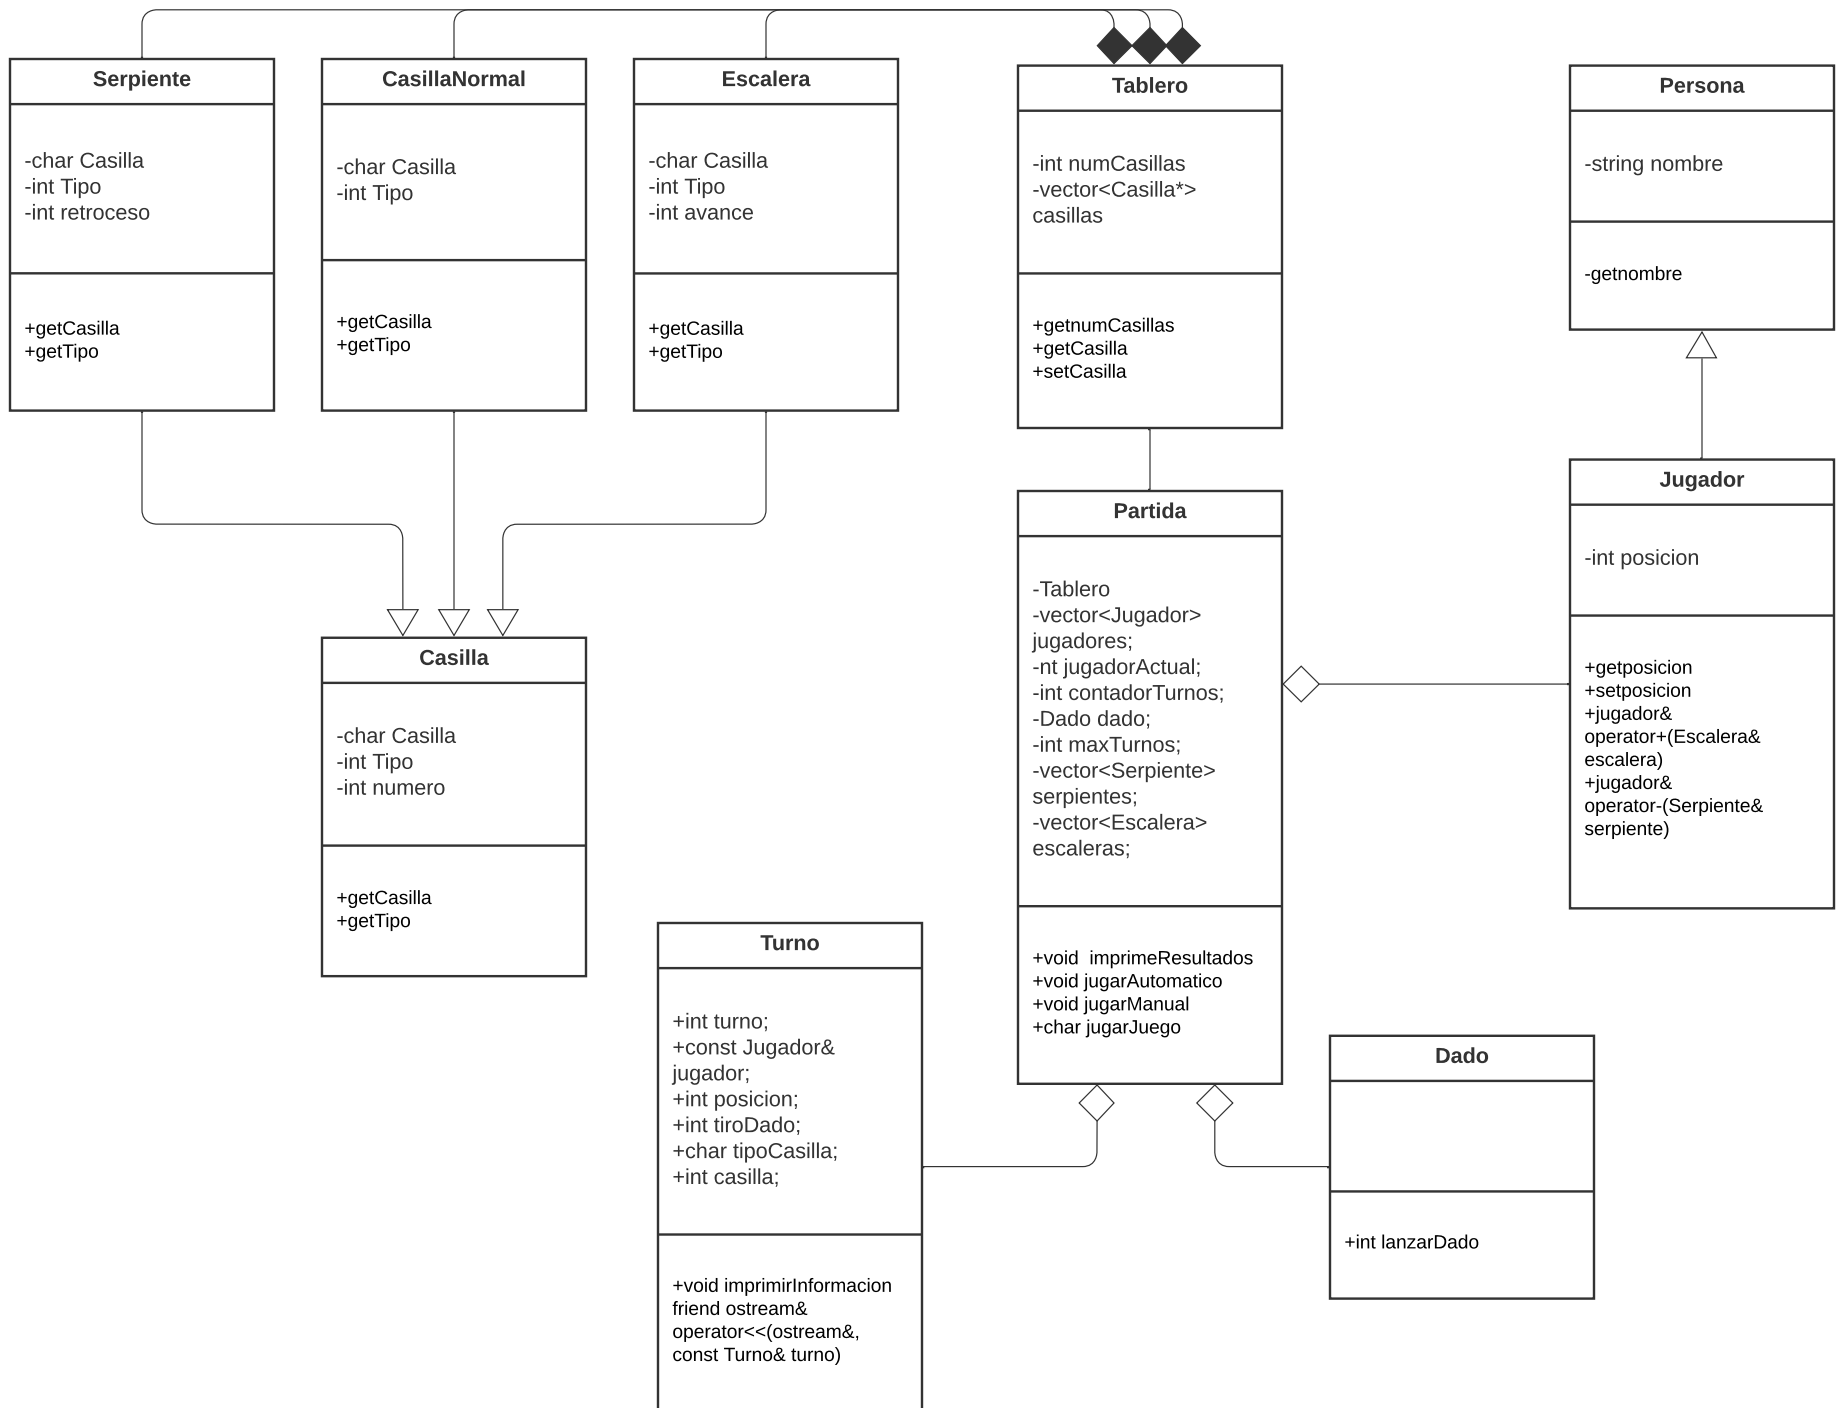 Serpiente
-char Casilla
-int Tipo
-int retroceso
+getCasilla
+getTipo
CasillaNormal
-char Casilla
-int Tipo
+getCasilla
+getTipo
Escalera
-char Casilla
-int Tipo
-int avance
+getCasilla
+getTipo
Tablero
-int numCasillas
-vector<Casilla*>
casillas
+getnumCasillas
+getCasilla
+setCasilla
Persona
-string nombre
-getnombre
Jugador
-int posicion
+getposicion
+setposicion
+jugador&
operator+(Escalera&
escalera)
+jugador&
operator-(Serpiente&
serpiente)
Partida
-Tablero
-vector<Jugador>
jugadores;
-nt jugadorActual;
-int contadorTurnos;
-Dado dado;
-int maxTurnos;
-vector<Serpiente>
serpientes;
-vector<Escalera>
escaleras;
+void  imprimeResultados
+void jugarAutomatico
+void jugarManual
+char jugarJuego
Casilla
-char Casilla
-int Tipo
-int numero
+getCasilla
+getTipo
Turno
+int turno;
+const Jugador&
jugador;
+int posicion;
+int tiroDado;
+char tipoCasilla;
+int casilla;
+void imprimirInformacion
friend ostream&
operator<<(ostream&,
const Turno& turno)
Dado
+int lanzarDado